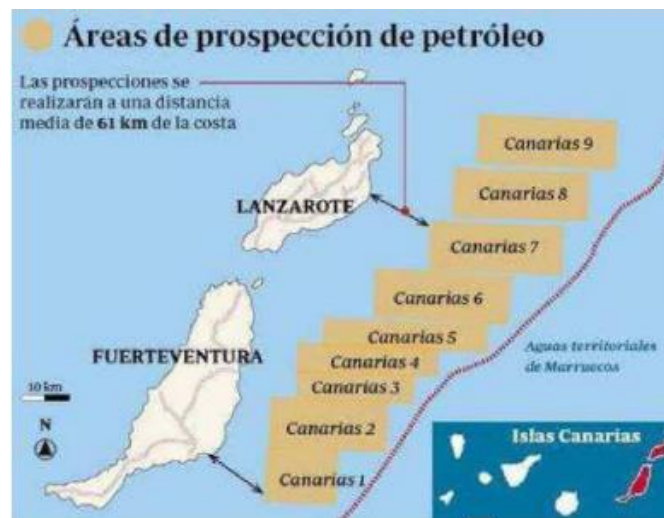 Áreas de prospección de petróleo
Las prospecciones se
realizarán a una distancia
media de 61 km de la costa
Canarias 9
Canarias 8
LANZAROTE
Canarias 7
Canarias 6
Canarias 5
FUERTEVENTURA
Canarias 4
Aguas territoriales
de Marruecos
Canarias 3
10 km
Canarias 2
N
Islas Canarias
Canarias 1